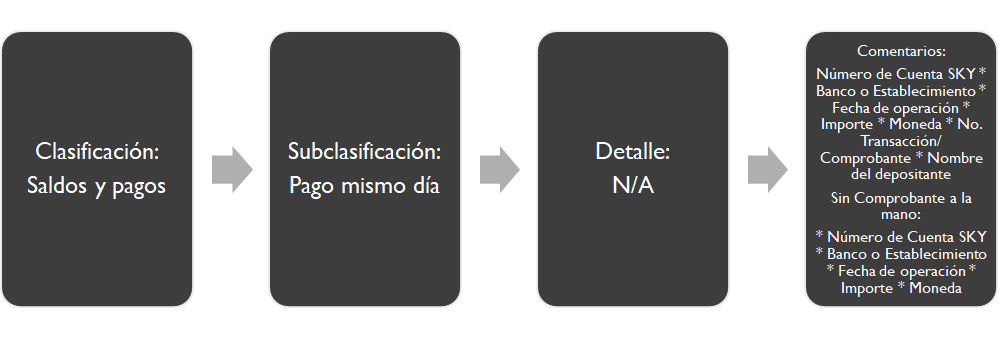 Clasificación:
Saldos y pagos
Subclasificación:
Pago mismo día
Detalle:
N/A
Comentarios:
Número de Cuenta SKY *
Banco o Establecimiento *
Fecha de operación *
Importe * Moneda * No.
Transacción/
Comprobante * Nombre
del depositante
Sin Comprobante a la
mano:
* Número de Cuenta SKY
* Banco o Establecimiento
* Fecha de operación *
Importe * Moneda